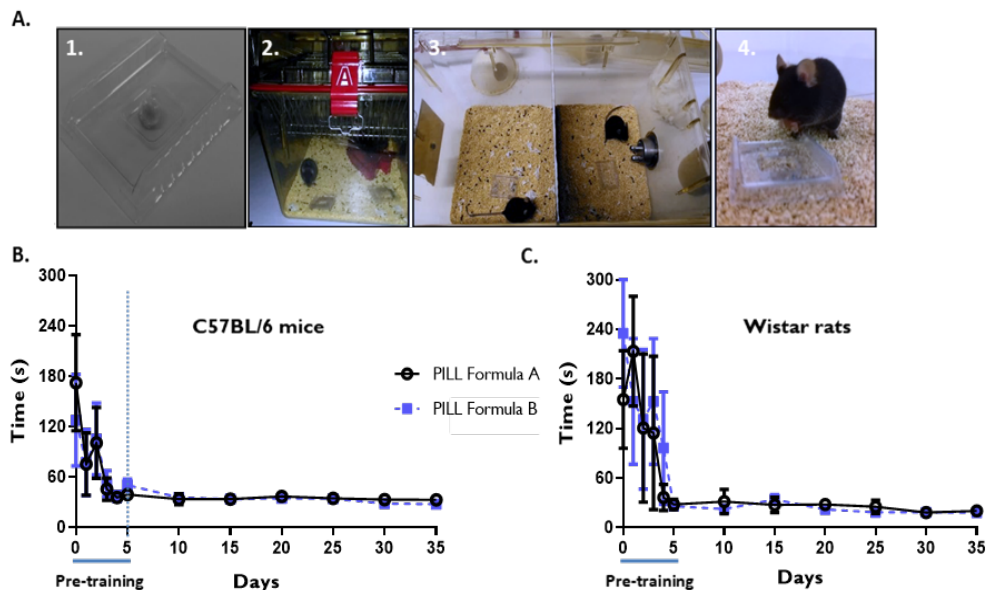 A.
1.
2.
3.
4.
A
B.
C.
300
240
180
120
60
0
Time (s)
C57BL/6 mice
PILL Formula A
PILL Formula B
0 5 10 15 20 25 30 35
Pre-training
Days
300
240
180
120
60
0
Time (s)
Wistar rats
0 5 10 15 20 25 30 35
Pre-training
Days